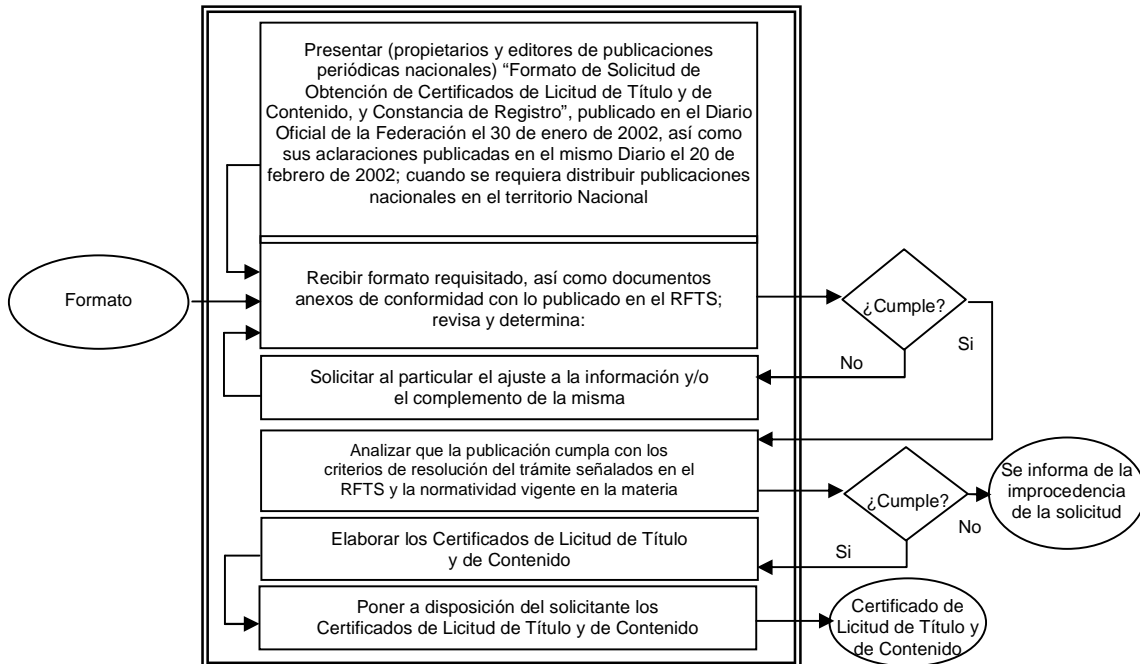 Presentar (propietarios y editores de publicaciones
periódicas nacionales) “Formato de Solicitud de
Obtención de Certificados de Licitud de Título y de
Contenido, y Constancia de Registro”, publicado en el Diario
Oficial de la Federación el 30 de enero de 2002, así como
sus aclaraciones publicadas en el mismo Diario el 20 de
febrero de 2002; cuando se requiera distribuir publicaciones
nacionales en el territorio Nacional
Formato
Recibir formato requisitado, así como documentos
anexos de conformidad con lo publicado en el RFTS;
revisa y determina:
¿Cumple?
Si
No
Solicitar al particular el ajuste a la información y/o
el complemento de la misma
Analizar que la publicación cumpla con los
criterios de resolución del trámite señalados en el
RFTS y la normatividad vigente en la materia
¿Cumple?
Se informa de la
improcedencia
de la solicitud
No
Si
Elaborar los Certificados de Licitud de Título
y de Contenido
Poner a disposición del solicitante los
Certificados de Licitud de Título y de Contenido
Certificado de
Licitud de Título y
de Contenido